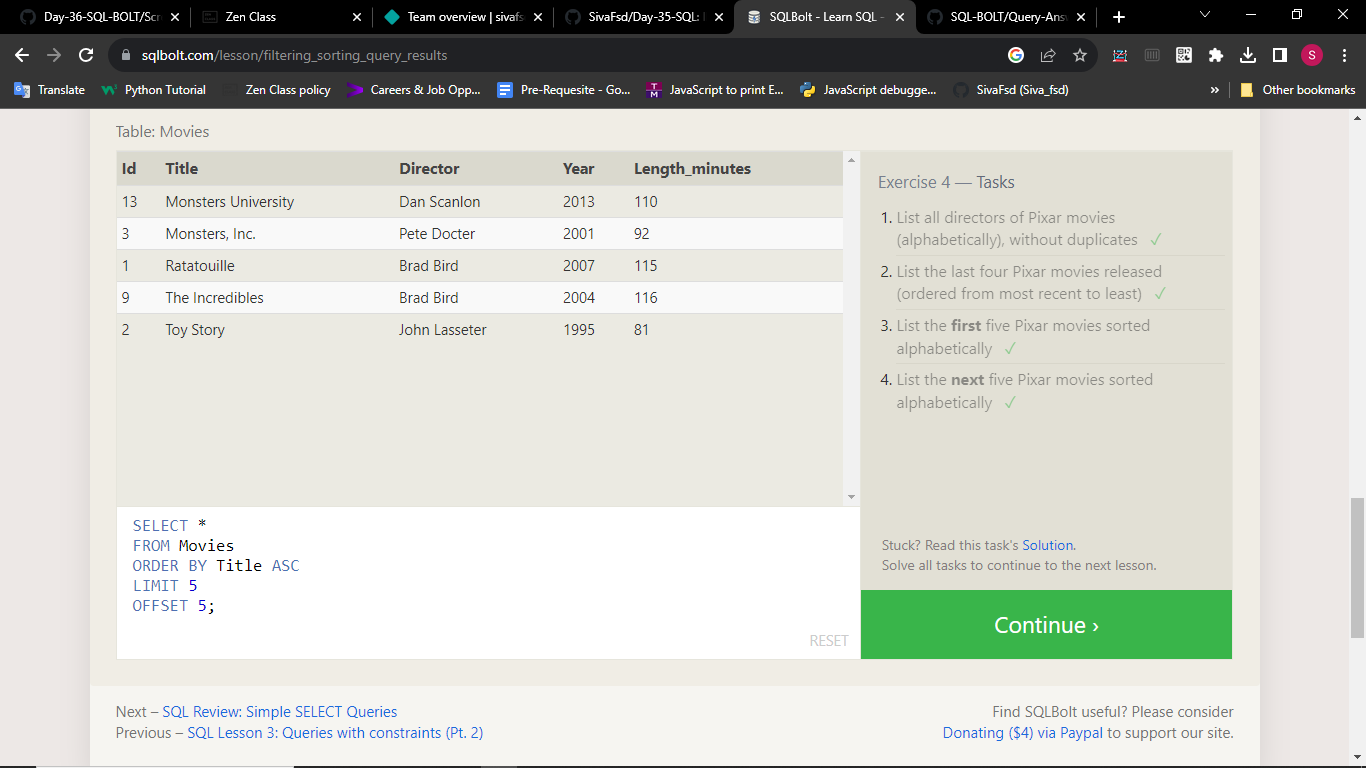 Day-36-SQL-BOLT/Scr
Zen Class
Team overview | sivafs
SivaFsd/Day-35-SQL: 
SQLBolt - Learn SQL -
SQL-BOLT/Query-Ans
sqlbolt.com/lesson/filtering_sorting_query_results
S
Translate
Python Tutorial
Zen Class policy
Careers & Job Opp...
Pre-Requesite - Go...
JavaScript to print E...
JavaScript debugge...
SivaFsd (Siva_fsd)
»
Other bookmarks
Table: Movies
Id Title Director Year Length_minutes
13 Monsters University Dan Scanlon 2013 110
3 Monsters, Inc. Pete Docter 2001 92
1 Ratatouille Brad Bird 2007 115
9 The Incredibles Brad Bird 2004 116
2 Toy Story John Lasseter 1995 81
SELECT *
FROM Movies
ORDER BY Title ASC
LIMIT 5
OFFSET 5;
RESET
Exercise 4 — Tasks
1. List all directors of Pixar movies
(alphabetically), without duplicates ✓
2. List the last four Pixar movies released
(ordered from most recent to least) ✓
3. List the first five Pixar movies sorted
alphabetically ✓
4. List the next five Pixar movies sorted
alphabetically ✓
Stuck? Read this task's Solution.
Solve all tasks to continue to the next lesson.
Continue ›
Next – SQL Review: Simple SELECT Queries
Previous – SQL Lesson 3: Queries with constraints (Pt. 2)
Find SQLBolt useful? Please consider
Donating ($4) via Paypal to support our site.